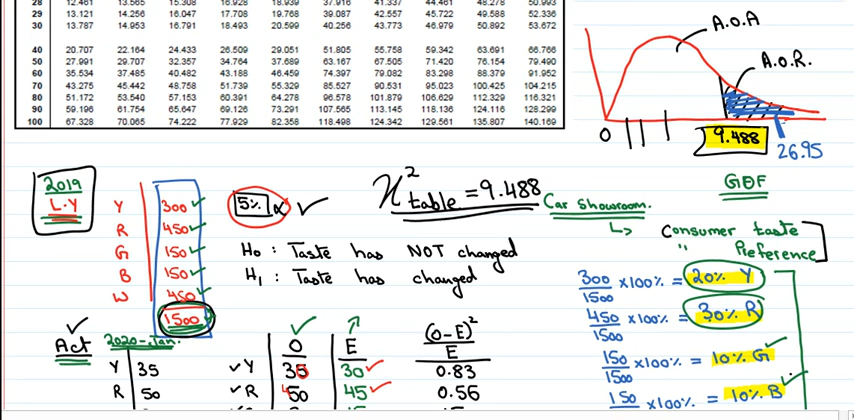 28 12.461 13.565 15.308 16.928 18.939 37.916 41.337 44.461 48.278 50.993
29 13.121 14.256 16.047 17.708 19.768 39.087 42.557 45.722 49.588 52.336
30 13.787 14.953 16.791 18.493 20.599 40.256 43.773 46.979 50.892 53.672
40 20.707 22.164 24.433 26.509 29.051 51.805 55.758 59.342 63.691 66.766
50 27.991 29.707 32.357 34.764 37.689 63.167 67.505 71.420 76.154 79.490
60 35.534 37.485 40.482 43.188 46.459 74.397 79.082 83.298 88.379 91.952
70 43.275 45.442 48.758 51.739 55.329 85.527 90.531 95.023 100.425 104.215
80 51.172 53.540 57.153 60.391 64.278 96.578 101.879 106.629 112.329 116.321
90 59.196 61.754 65.647 69.126 73.291 107.565 113.145 118.136 124.116 128.299
100 67.328 70.065 74.222 77.929 82.358 118.498 124.342 129.561 135.807 140.169
A.O.A
A.O.R.
0
9.488
26.95
2019
L.Y
Y 300
R 450
G 150
B 150
W 450
1500
5% α
χ² table = 9.488
H0 : Taste has NOT changed
H1 : Taste has changed
GOF
Car Showroom.
Consumer taste
" Preference
300/1500 ×100% = 20% Y
450/1500 ×100% = 30% R
150/1500 ×100% = 10% G
150 ×100% = 10% B
Act 2020-Jan.
O E (O-E)²/E
Y 35 Y 35 30 0.83
R 50 R 50 45 0.56